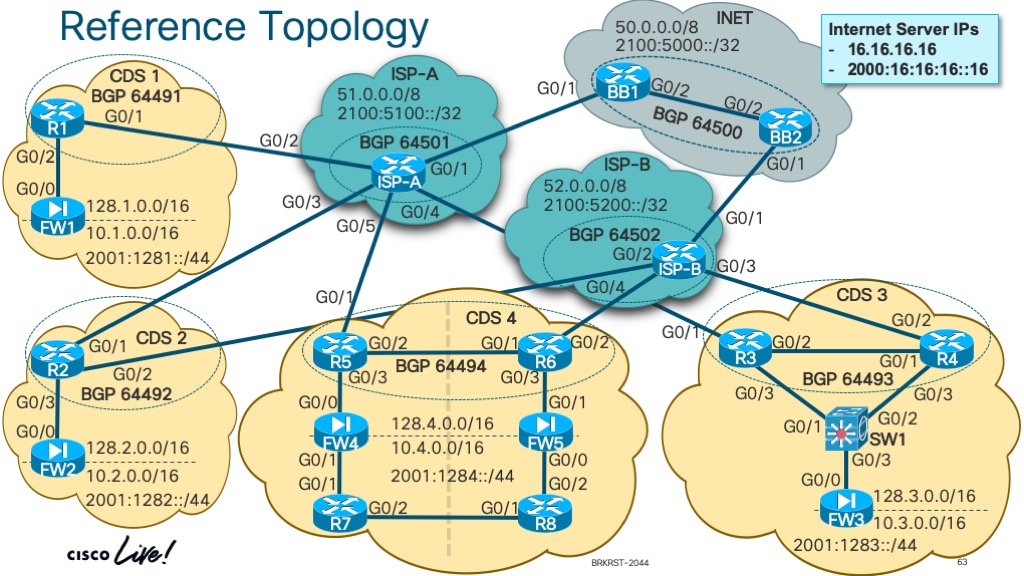 Reference Topology
INET
50.0.0.0/8
2100:5000::/32
Internet Server IPs
- 16.16.16.16
- 2000:16:16:16::16
BB1
G0/1
G0/2
G0/2
BGP 64500
BB2
G0/1
CDS 1
BGP 64491
R1
G0/1
G0/2
G0/0
FW1
128.1.0.0/16
10.1.0.0/16
2001:1281::/44
ISP-A
51.0.0.0/8
2100:5100::/32
BGP 64501
G0/2
G0/1
ISP-A
G0/3
G0/4
G0/5
ISP-B
52.0.0.0/8
2100:5200::/32
BGP 64502
G0/1
G0/2
ISP-B
G0/3
G0/4
CDS 2
R2
G0/1
G0/2
BGP 64492
G0/3
G0/0
FW2
128.2.0.0/16
10.2.0.0/16
2001:1282::/44
CDS 4
G0/1
R5
G0/2
G0/1
R6
G0/2
BGP 64494
G0/3
G0/3
G0/0
G0/1
FW4
128.4.0.0/16
FW5
10.4.0.0/16
G0/1
G0/0
2001:1284::/44
G0/1
G0/2
R7
G0/2
G0/1
R8
CDS 3
G0/1
G0/2
R3
G0/2
G0/1
R4
BGP 64493
G0/3
G0/3
G0/1
G0/2
SW1
G0/3
G0/0
FW3
128.3.0.0/16
10.3.0.0/16
2001:1283::/44
CISCO Live!
BRKRST-2044
63